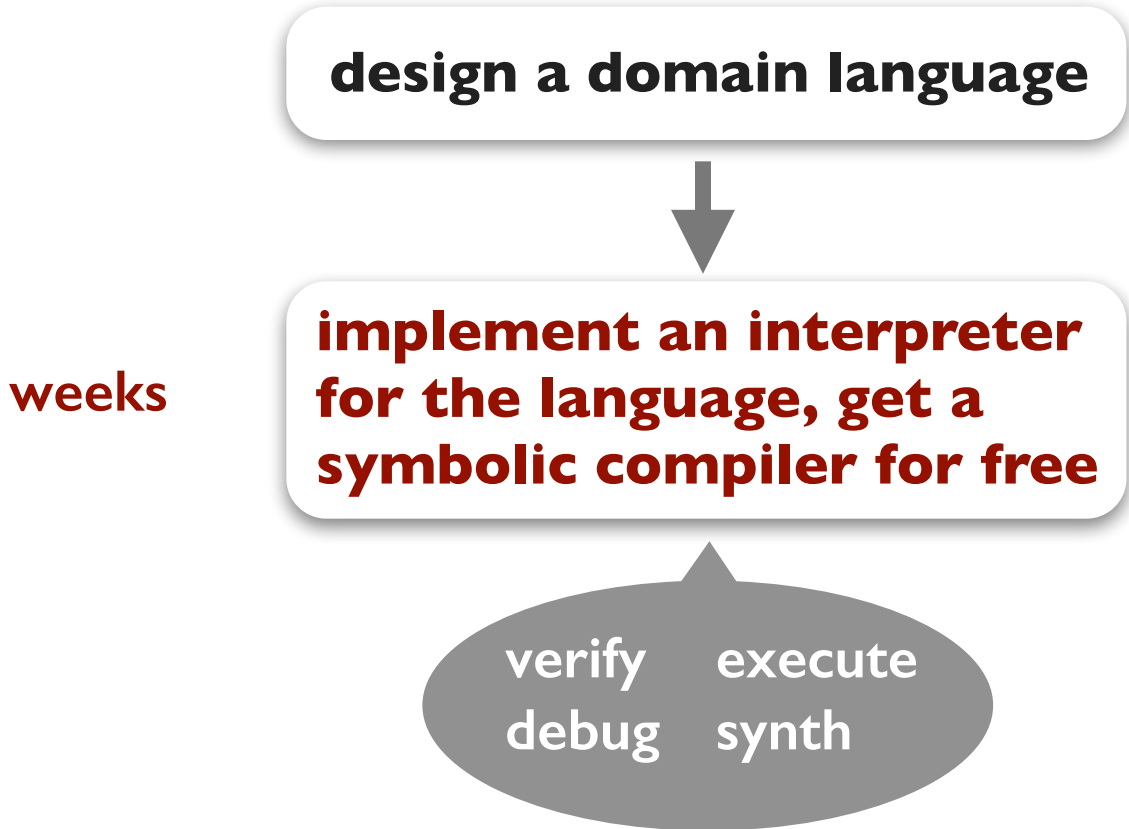 design a domain language
weeks
implement an interpreter
for the language, get a
symbolic compiler for free
verify execute
debug synth